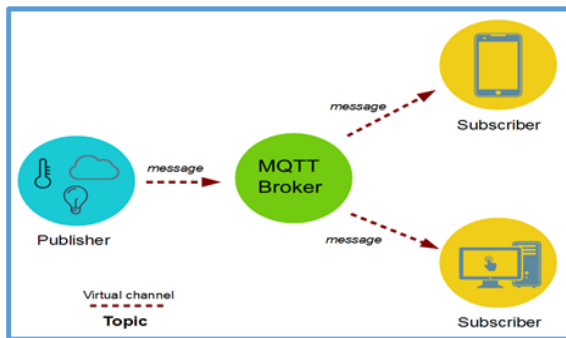 message
Subscriber
message
MQTT
Broker
Publisher
message
Virtual channel
Topic
Subscriber